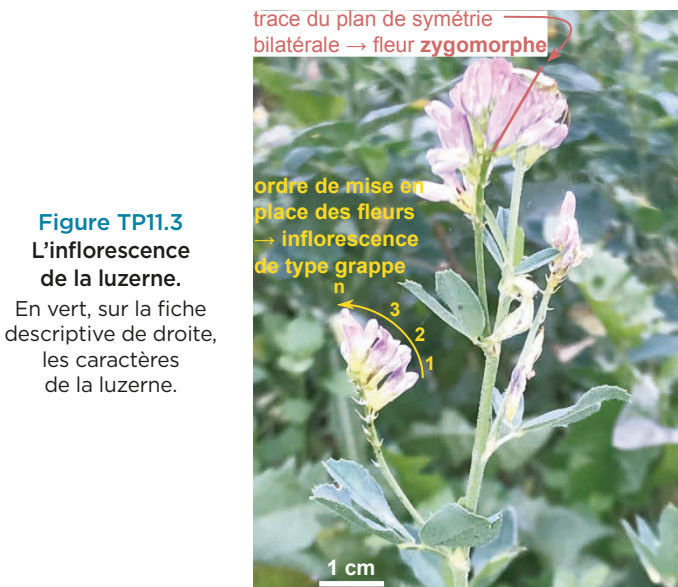 trace du plan de symétrie
bilatérale → fleur zygomorphe
ordre de mise en
place des fleurs
→ inflorescence
de type grappe
n
3
2
1
Figure TP11.3
L'inflorescence
de la luzerne.
En vert, sur la fiche
descriptive de droite,
les caractères
de la luzerne.
1 cm